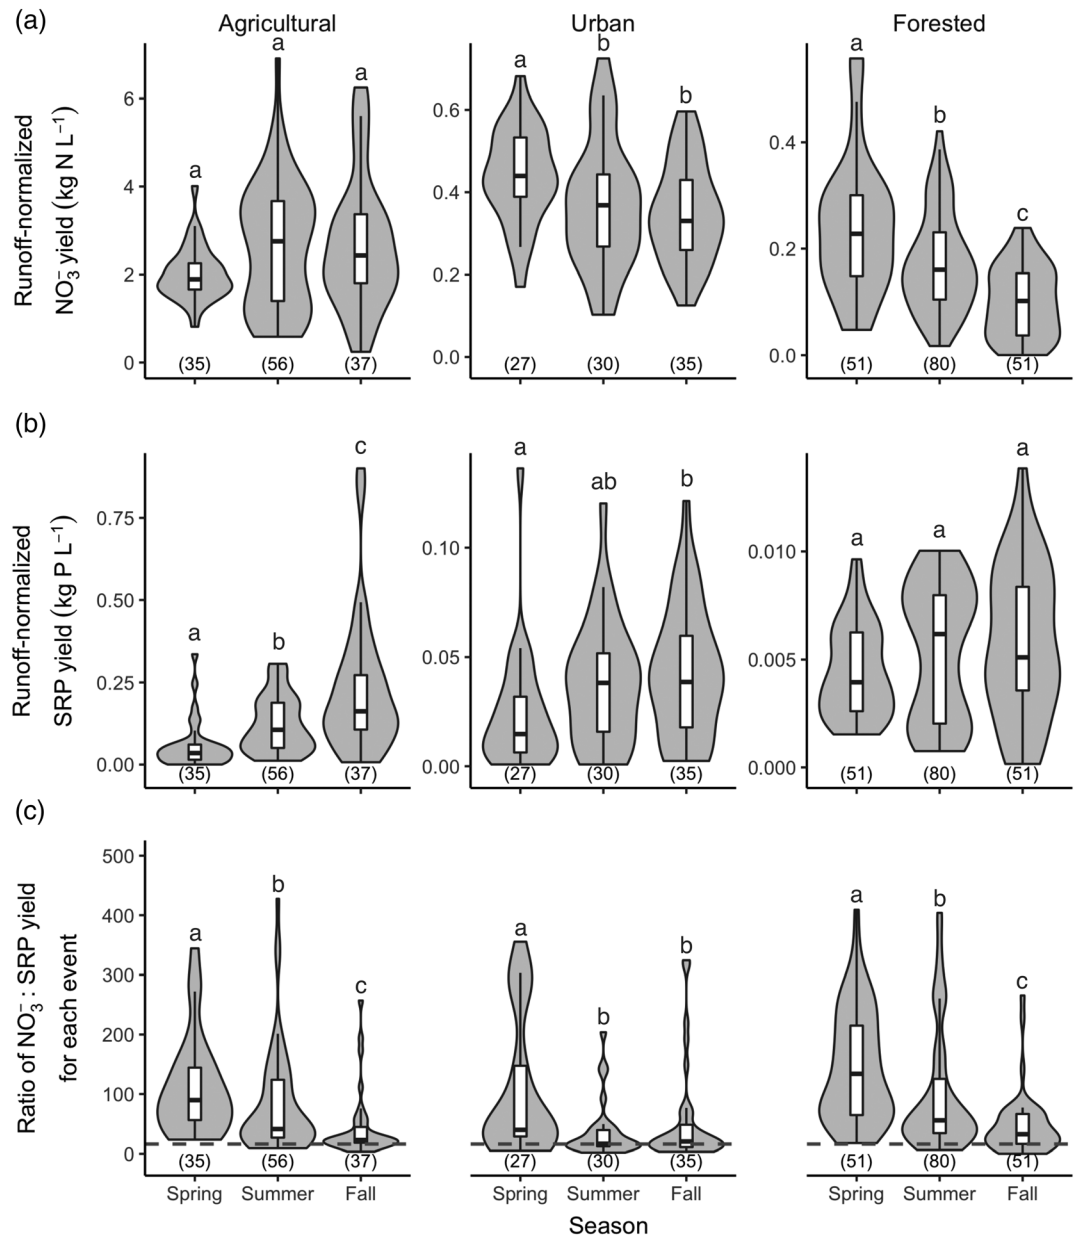 (a)
Agricultural Urban Forested
Runoff-normalized
NO₃⁻ yield (kg N L⁻¹)
6
4
2
0
a a a
(35) (56) (37)
0.6
0.4
0.2
0.0
a b b
(27) (30) (35)
0.4
0.2
0.0
a b c
(51) (80) (51)
(b)
Runoff-normalized
SRP yield (kg P L⁻¹)
0.75
0.50
0.25
0.00
a b c
(35) (56) (37)
0.10
0.05
0.00
a ab b
(27) (30) (35)
0.010
0.005
0.000
a a a
(51) (80) (51)
(c)
Ratio of NO₃⁻ : SRP yield
for each event
500
400
300
200
100
0
a b c
(35) (56) (37)
a b b
(27) (30) (35)
a b c
(51) (80) (51)
Spring Summer Fall Spring Summer Fall Spring Summer Fall
Season